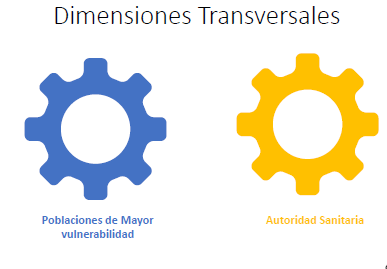 Dimensiones Transversales
Poblaciones de Mayor
vulnerabilidad
Autoridad Sanitaria